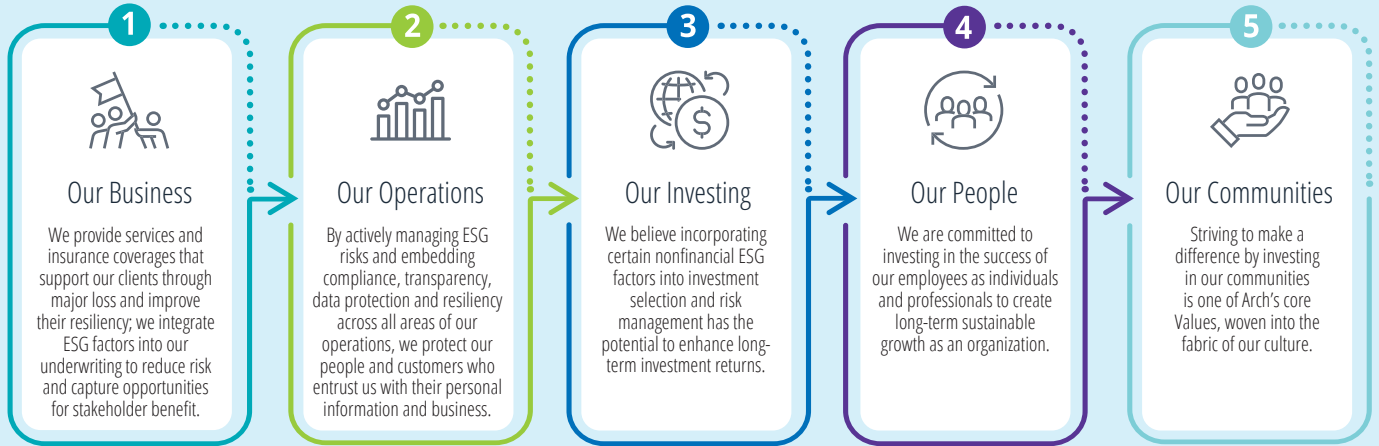 1
Our Business
We provide services and
insurance coverages that
support our clients through
major loss and improve
their resiliency; we integrate
ESG factors into our
underwriting to reduce risk
and capture opportunities
for stakeholder benefit.
2
Our Operations
By actively managing ESG
risks and embedding
compliance, transparency,
data protection and resiliency
across all areas of our
operations, we protect our
people and customers who
entrust us with their personal
information and business.
3
Our Investing
We believe incorporating
certain nonfinancial ESG
factors into investment
selection and risk
management has the
potential to enhance long-
term investment returns.
4
Our People
We are committed to
investing in the success of
our employees as individuals
and professionals to create
long-term sustainable
growth as an organization.
5
Our Communities
Striving to make a
difference by investing
in our communities
is one of Arch’s core
Values, woven into the
fabric of our culture.